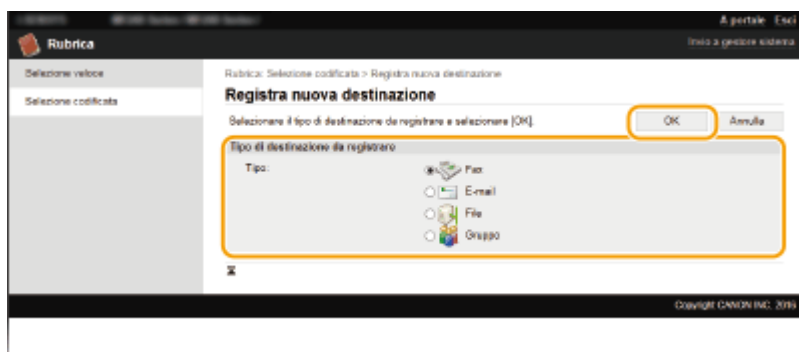 A portale Esci
Rubrica
Invio a gestore sistema
Selezione veloce
Selezione codificata
Rubrica: Selezione codificata > Registra nuova destinazione
Registra nuova destinazione
Selezionare il tipo di destinazione da registrare e selezionare [OK].
OK
Annulla
Tipo di destinazione da registrare
Tipo:
Fax
E-mail
File
Gruppo
Copyright CANON INC. 2016